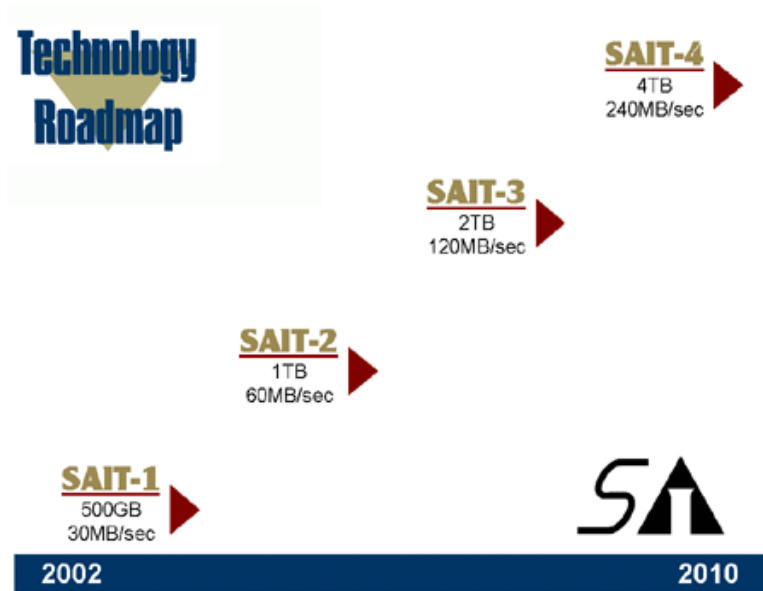 Technology
Roadmap
SAIT-4
4TB
240MB/sec
SAIT-3
2TB
120MB/sec
SAIT-2
1TB
60MB/sec
SAIT-1
500GB
30MB/sec
SAI
2002
2010